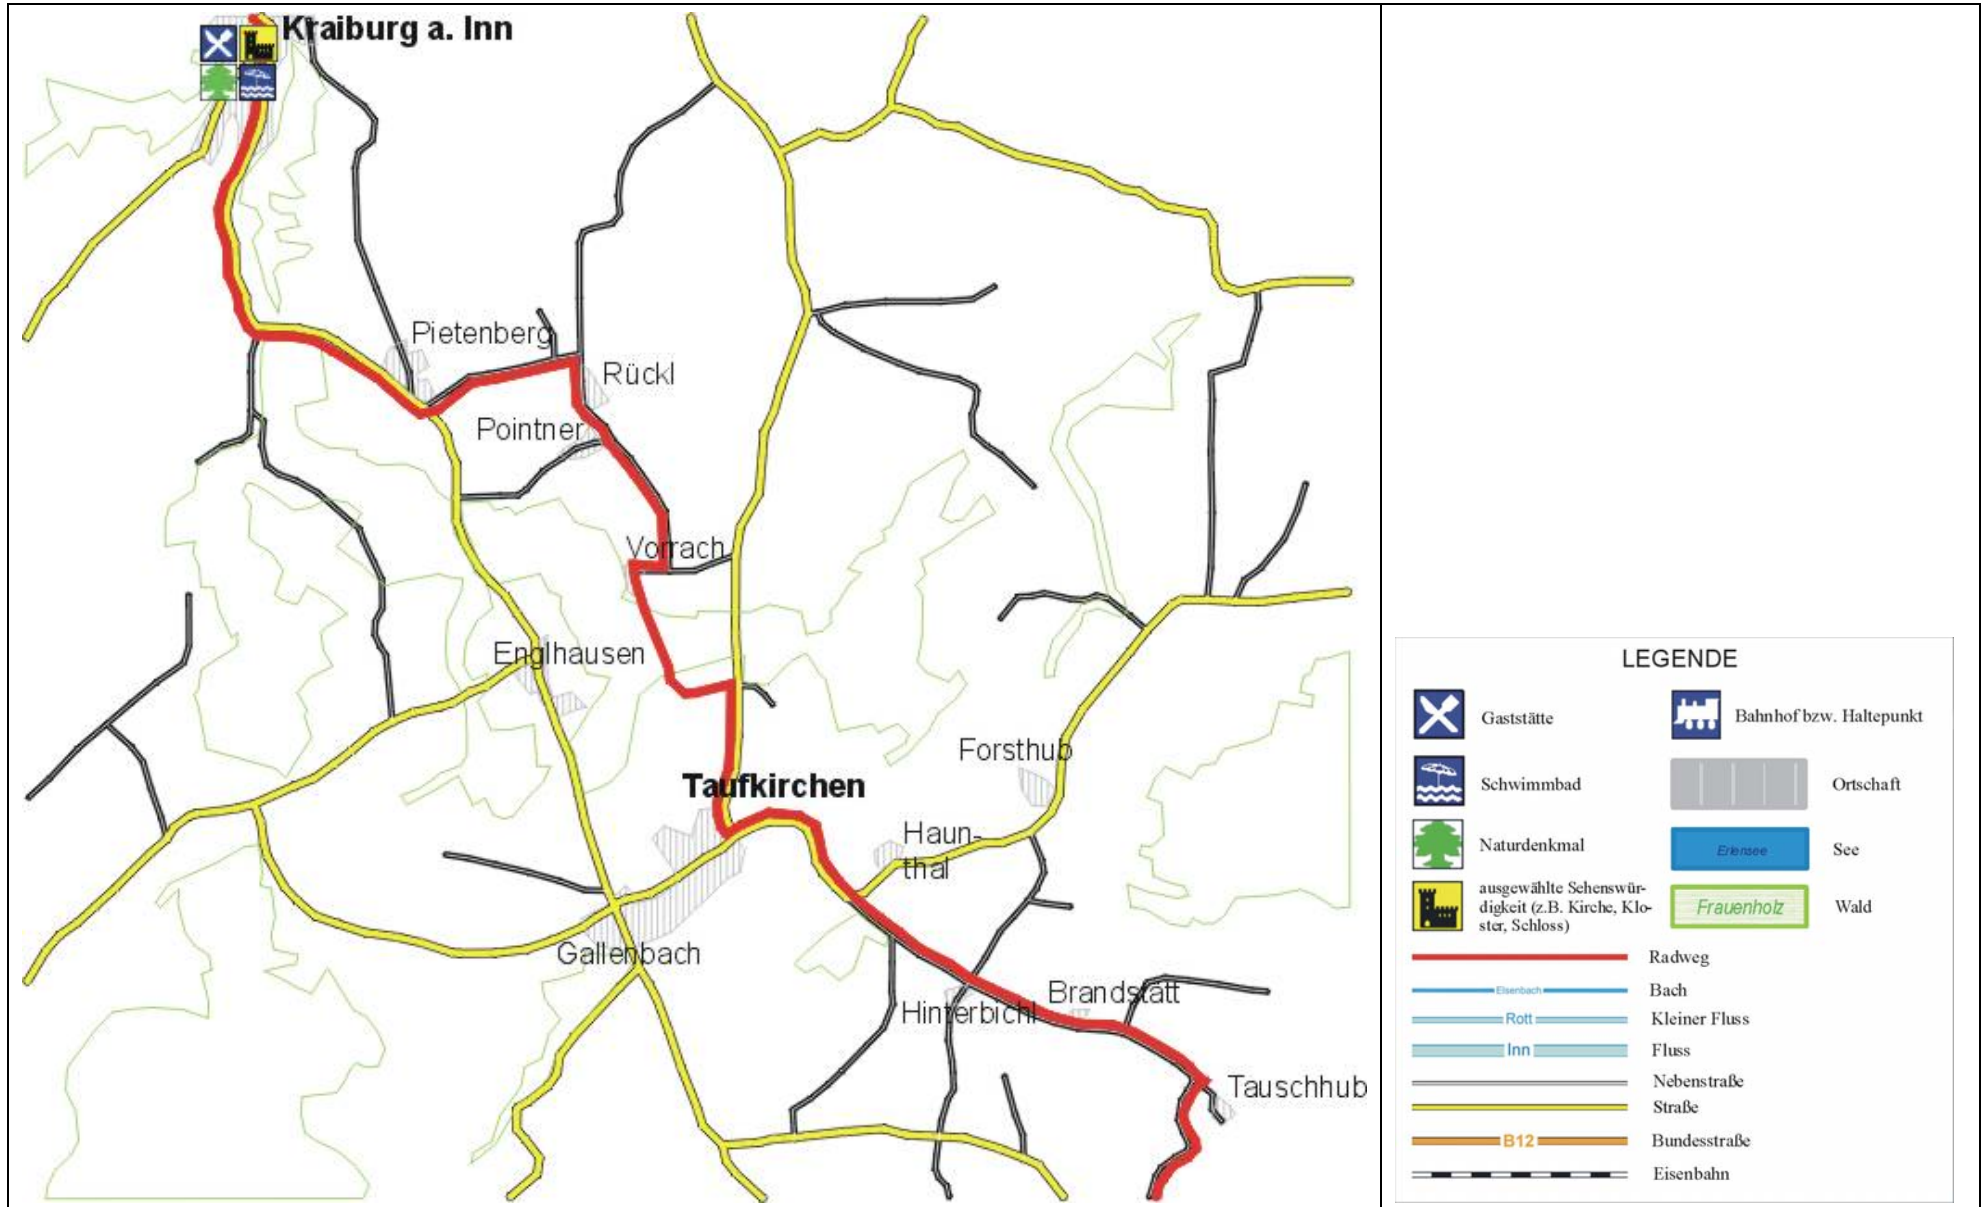 Kraiburg a. Inn
Pietenberg
Rückl
Pointner
Vorrach
Englhausen
Forsthub
Taufkirchen
Haun-
thal
Gallenbach
Brandstätt
Hinterbichl
Tauschhub
LEGENDE
Gaststätte
Bahnhof bzw. Haltepunkt
Schwimmbad
Ortschaft
Naturdenkmal
Erlensee
See
ausgewählte Sehenswür-
digkeit (z.B. Kirche, Klo-
ster, Schloss)
Frauenholz
Wald
Radweg
Elsenbach
Bach
Rott
Kleiner Fluss
Inn
Fluss
Nebenstraße
Straße
B12
Bundesstraße
Eisenbahn